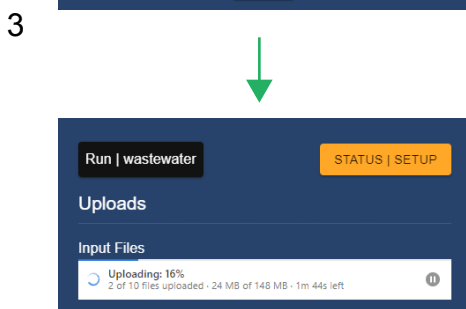 3
Run | wastewater
STATUS | SETUP
Uploads
Input Files
Uploading: 16%
2 of 10 files uploaded · 24 MB of 148 MB · 1m 44s left